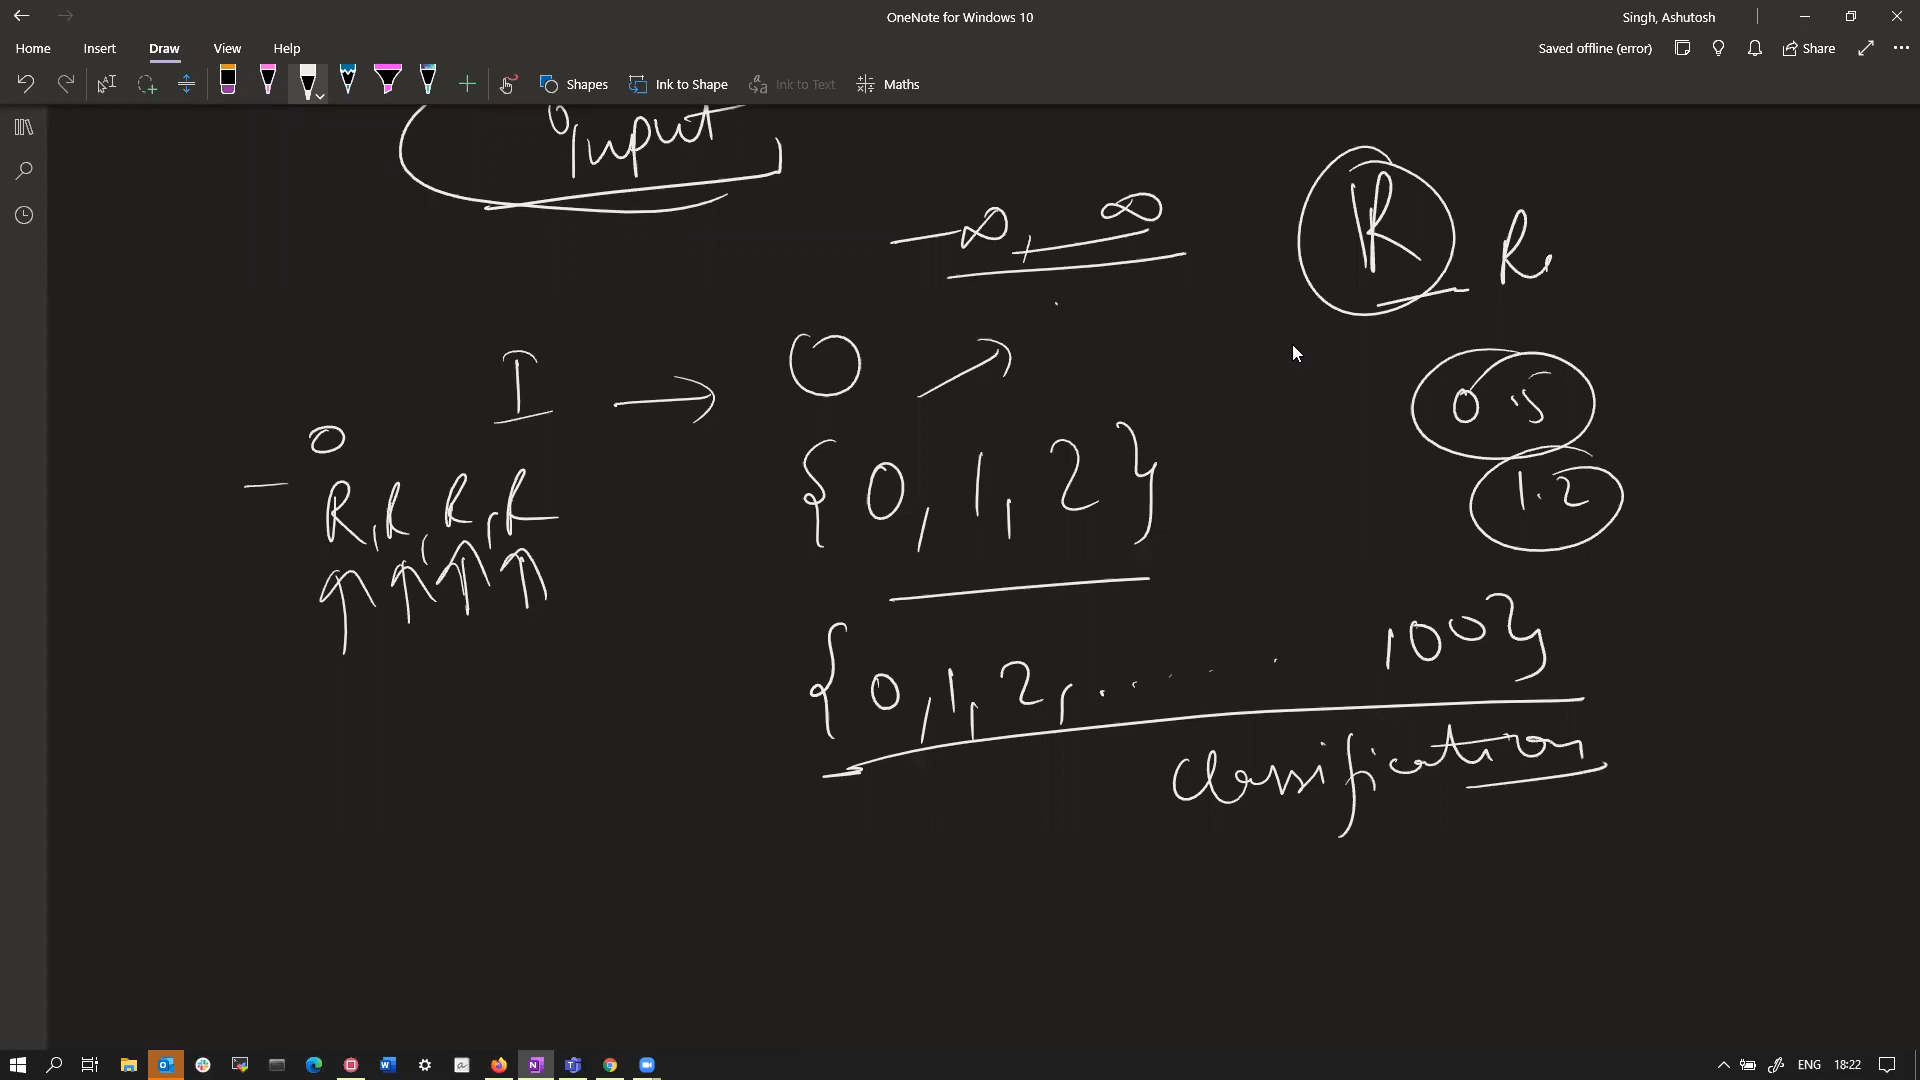 OneNote for Windows 10
Singh, Ashutosh
Home Insert Draw View Help
Saved offline (error) Share
Shapes Ink to Shape Ink to Text Maths
Input
-∞, ∞
ℝ R
I → O
0.5
0
{0, 1, 2}
1.2
R, R, R, R
{0, 1, 2, ...... 100}
classification
ENG 18:22